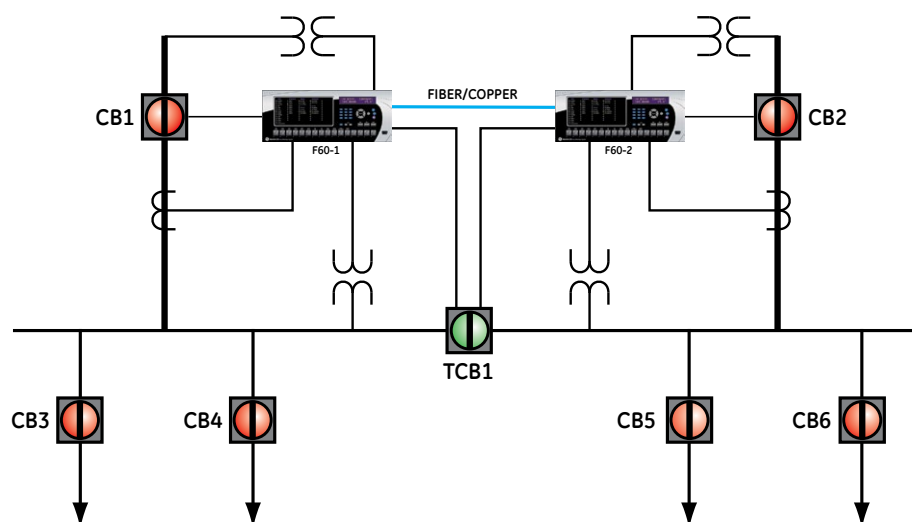 FIBER/COPPER
CB1
CB2
F60-1
F60-2
TCB1
CB3
CB4
CB5
CB6